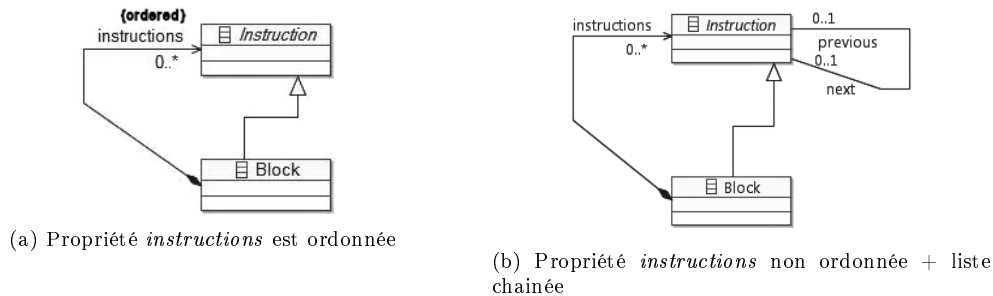 {ordered}
instructions
0..*
Instruction
Block
(a) Propriété instructions est ordonnée
instructions
0..*
Instruction
0..1
previous
0..1
next
Block
(b) Propriété instructions non ordonnée + liste
chainée